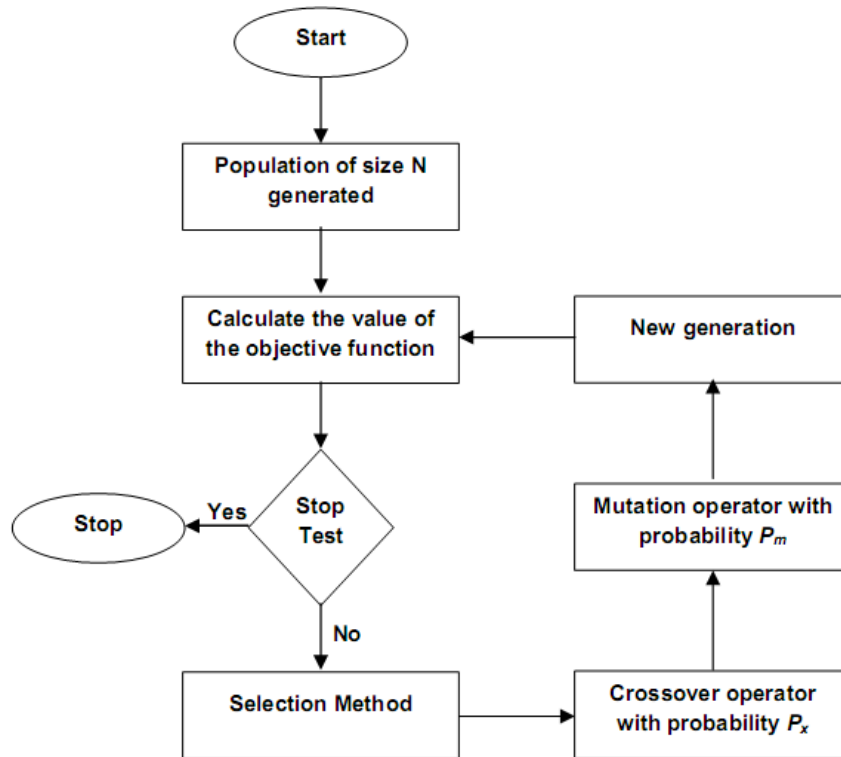 Start
Population of size N
generated
Calculate the value of
the objective function
New generation
Stop
Yes
Stop
Test
Mutation operator with
probability Pm
No
Selection Method
Crossover operator
with probability Px